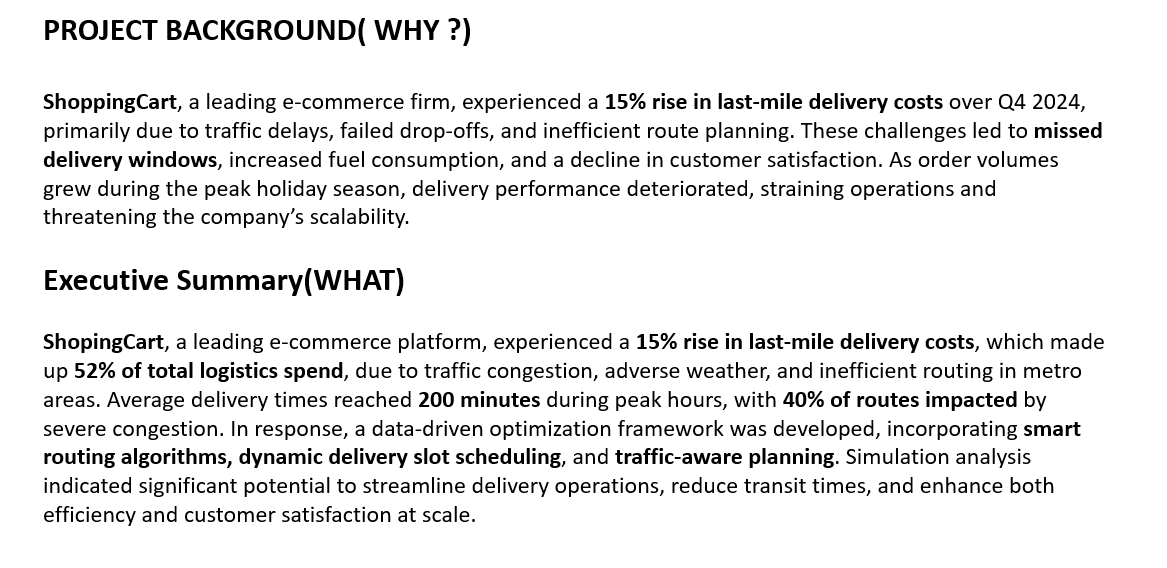 PROJECT BACKGROUND( WHY ?)
ShoppingCart, a leading e-commerce firm, experienced a 15% rise in last-mile delivery costs over Q4 2024,
primarily due to traffic delays, failed drop-offs, and inefficient route planning. These challenges led to missed
delivery windows, increased fuel consumption, and a decline in customer satisfaction. As order volumes
grew during the peak holiday season, delivery performance deteriorated, straining operations and
threatening the company’s scalability.
Executive Summary(WHAT)
ShopingCart, a leading e-commerce platform, experienced a 15% rise in last-mile delivery costs, which made
up 52% of total logistics spend, due to traffic congestion, adverse weather, and inefficient routing in metro
areas. Average delivery times reached 200 minutes during peak hours, with 40% of routes impacted by
severe congestion. In response, a data-driven optimization framework was developed, incorporating smart
routing algorithms, dynamic delivery slot scheduling, and traffic-aware planning. Simulation analysis
indicated significant potential to streamline delivery operations, reduce transit times, and enhance both
efficiency and customer satisfaction at scale.